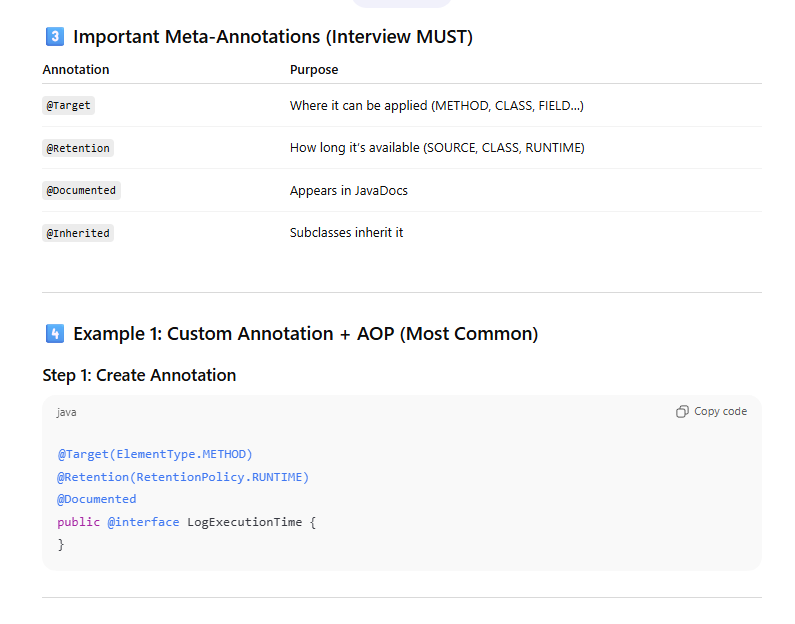 3 Important Meta-Annotations (Interview MUST)
Annotation Purpose
@Target Where it can be applied (METHOD, CLASS, FIELD…)
@Retention How long it's available (SOURCE, CLASS, RUNTIME)
@Documented Appears in JavaDocs
@Inherited Subclasses inherit it
4 Example 1: Custom Annotation + AOP (Most Common)
Step 1: Create Annotation
java Copy code
@Target(ElementType.METHOD)
@Retention(RetentionPolicy.RUNTIME)
@Documented
public @interface LogExecutionTime {
}